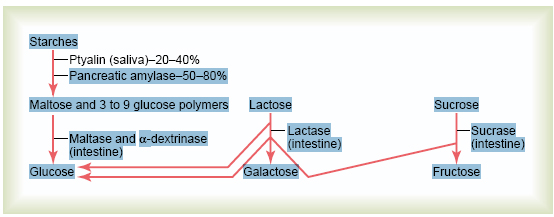 Starches
Ptyalin (saliva)–20–40%
Pancreatic amylase–50–80%
Maltose and 3 to 9 glucose polymers
Lactose
Sucrose
Maltase and α-dextrinase
(intestine)
Lactase
(intestine)
Sucrase
(intestine)
Glucose
Galactose
Fructose